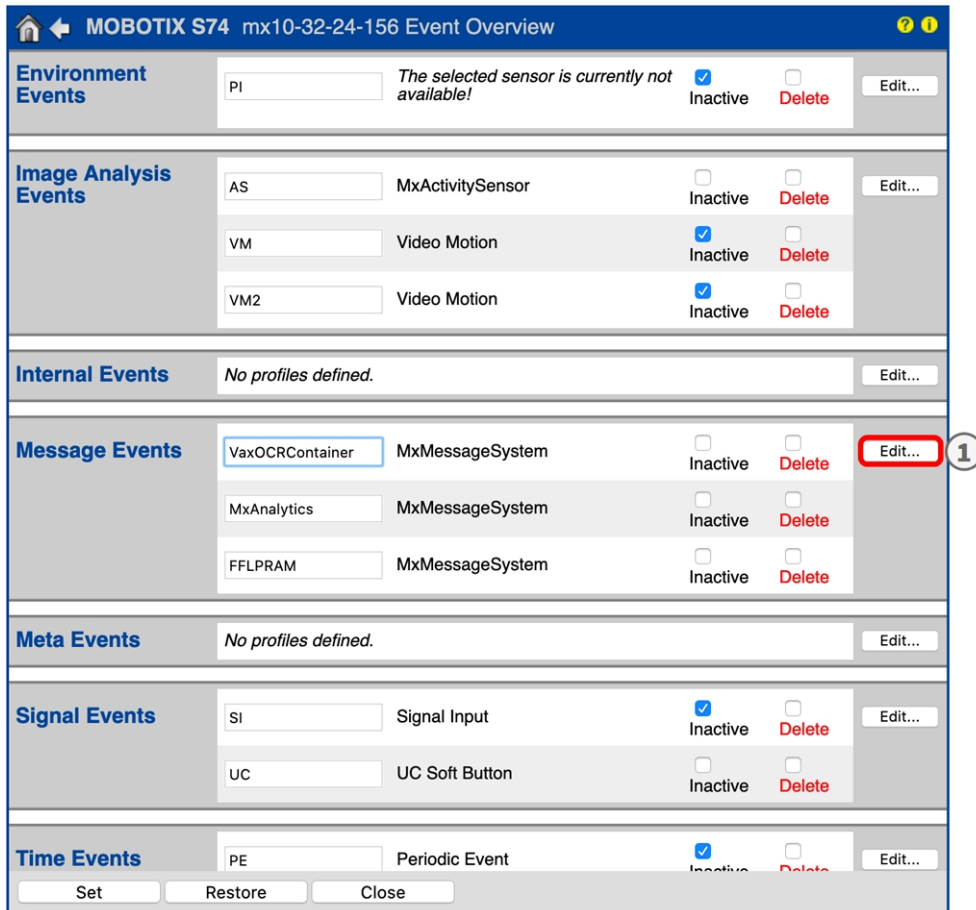 MOBOTIX S74 mx10-32-24-156 Event Overview ? i
Environment Events
PI The selected sensor is currently not available! Inactive Delete Edit...
Image Analysis Events
AS MxActivitySensor Inactive Delete Edit...
VM Video Motion Inactive Delete
VM2 Video Motion Inactive Delete
Internal Events No profiles defined. Edit...
Message Events VaxOCRContainer MxMessageSystem Inactive Delete Edit... 1
MxAnalytics MxMessageSystem Inactive Delete
FFLPRAM MxMessageSystem Inactive Delete
Meta Events No profiles defined. Edit...
Signal Events SI Signal Input Inactive Delete Edit...
UC UC Soft Button Inactive Delete
Time Events PE Periodic Event Inactive Delete Edit...
Set Restore Close